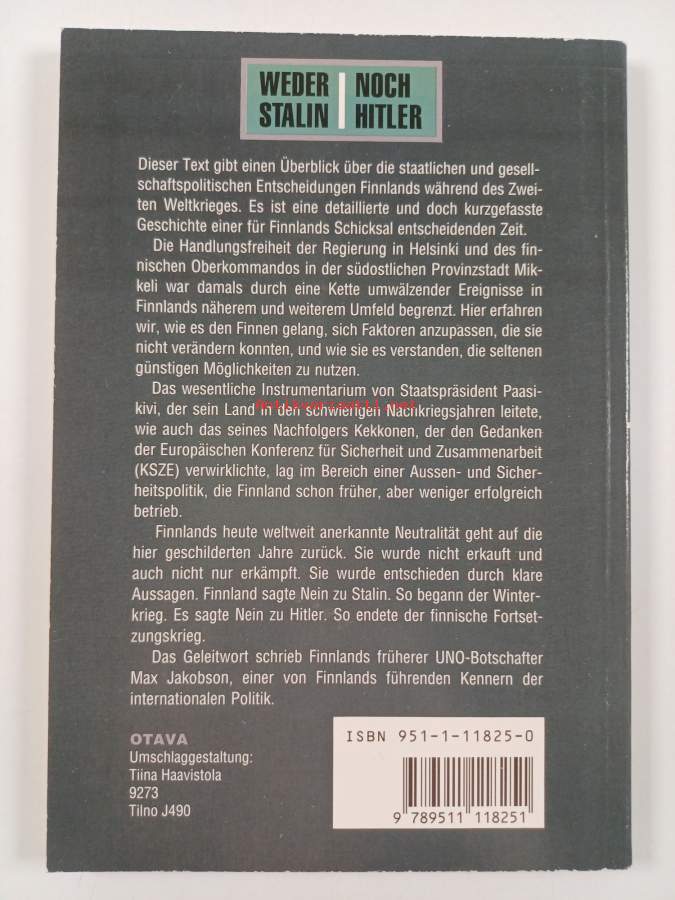 WEDER NOCH
STALIN HITLER
Dieser Text gibt einen Überblick über die staatlichen und gesell-
schaftspolitischen Entscheidungen Finnlands während des Zwei-
ten Weltkrieges. Es ist eine detaillierte und doch kurzgefasste
Geschichte einer für Finnlands Schicksal entscheidenden Zeit.
Die Handlungsfreiheit der Regierung in Helsinki und des fin-
nischen Oberkommandos in der südostlichen Provinzstadt Mik-
keli war damals durch eine Kette umwälzender Ereignisse in
Finnlands näherem und weiterem Umfeld begrenzt. Hier erfahren
wir, wie es den Finnen gelang, sich Faktoren anzupassen, die sie
nicht verändern konnten, und wie sie es verstanden, die seltenen
günstigen Möglichkeiten zu nutzen.
Das wesentliche Instrumentarium von Staatspräsident Paasi-
kivi, der sein Land in den schwierigen Nachkriegsjahren leitete,
wie auch das seines Nachfolgers Kekkonen, der den Gedanken
der Europäischen Konferenz für Sicherheit und Zusammenarbeit
(KSZE) verwirklichte, lag im Bereich einer Aussen- und Sicher-
heitspolitik, die Finnland schon früher, aber weniger erfolgreich
betrieb.
Finnlands heute weltweit anerkannte Neutralität geht auf die
hier geschilderten Jahre zurück. Sie wurde nicht erkauft und
auch nicht nur erkämpft. Sie wurde entschieden durch klare
Aussagen. Finnland sagte Nein zu Stalin. So begann der Winter-
krieg. Es sagte Nein zu Hitler. So endete der finnische Fortset-
zungskrieg.
Das Geleitwort schrieb Finnlands früherer UNO-Botschafter
Max Jakobson, einer von Finnlands führenden Kennern der
internationalen Politik.
OTAVA
Umschlaggestaltung:
Tiina Haavistola
9273
Tilno J490
ISBN 951-1-11825-0
9 789511 118251